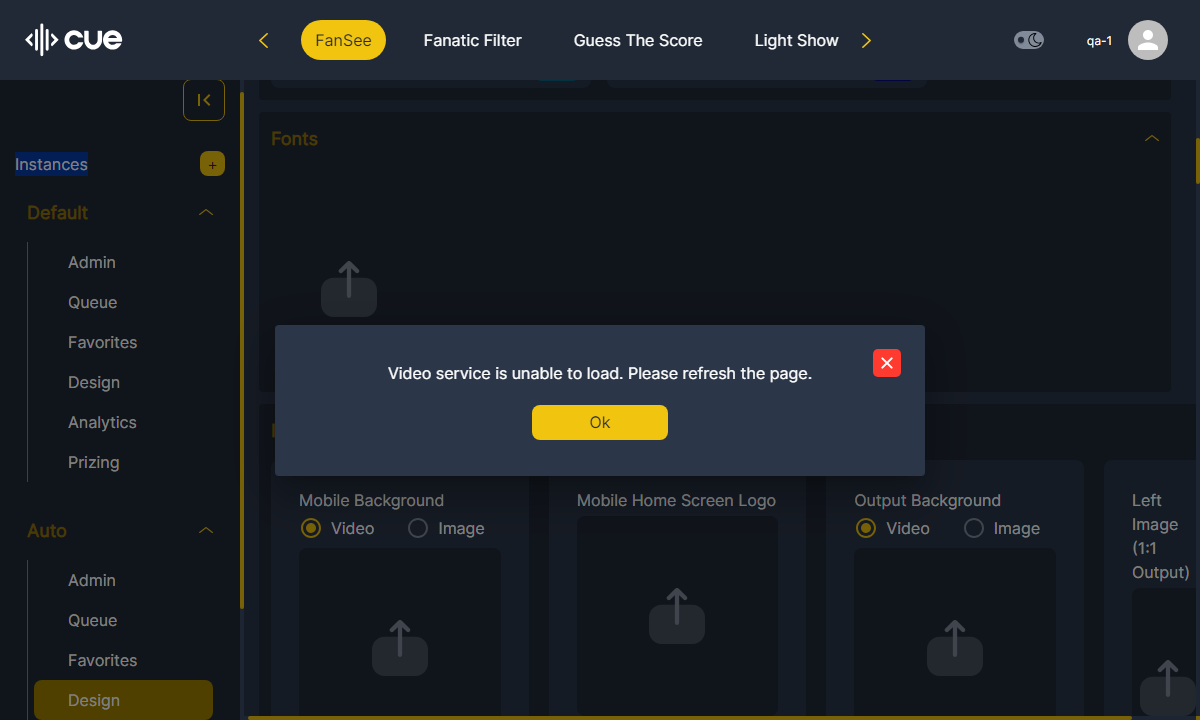 cue
FanSee
Fanatic Filter
Guess The Score
Light Show
qa-1
Instances
+
Default
Admin
Queue
Favorites
Design
Analytics
Prizing
Auto
Admin
Queue
Favorites
Design
Fonts
Video service is unable to load. Please refresh the page.
Ok
Mobile Background
Video
Image
Mobile Home Screen Logo
Output Background
Video
Image
Left
Image
(1:1
Output)